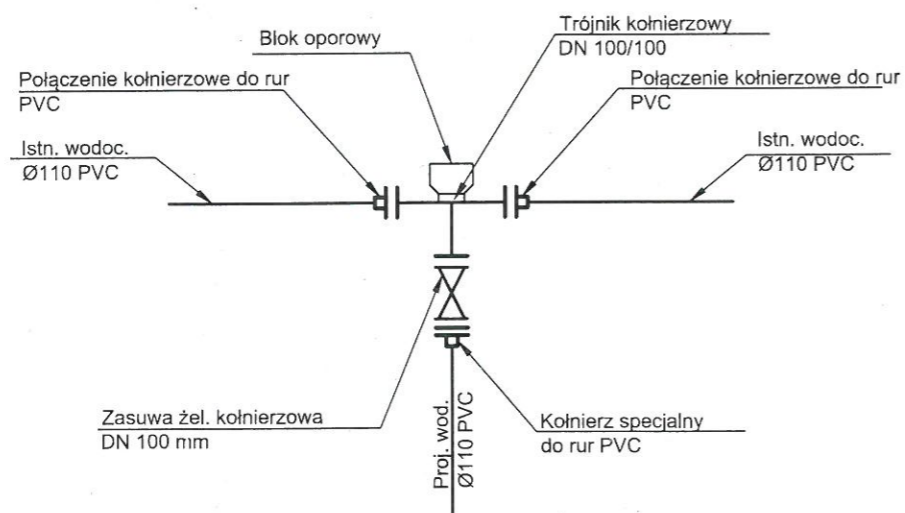 Blok oporowy
Trójnik kołnierzowy
DN 100/100
Połączenie kołnierzowe do rur
PVC
Połączenie kołnierzowe do rur
PVC
Istn. wodoc.
Ø110 PVC
Istn. wodoc.
Ø110 PVC
Zasuwa żel. kołnierzowa
DN 100 mm
Proj. wod.
Ø110 PVC
Kołnierz specjalny
do rur PVC